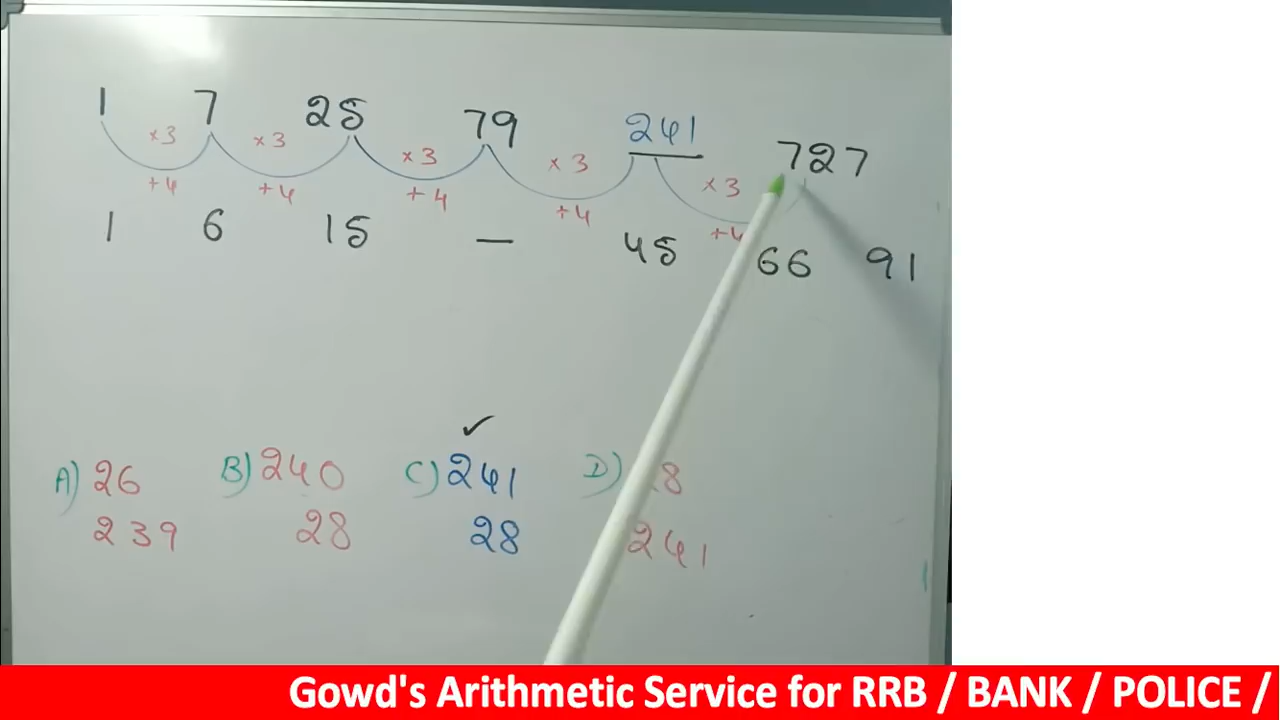 1 7 25 79 241 727
×3 ×3 ×3 ×3 ×3
+4 +4 +4 +4 +4
1 6 15 — 45 66 91
A) 26 B) 240 C) 241 D) 8
239 28 28 241
Gowd's Arithmetic Service for RRB / BANK / POLICE /